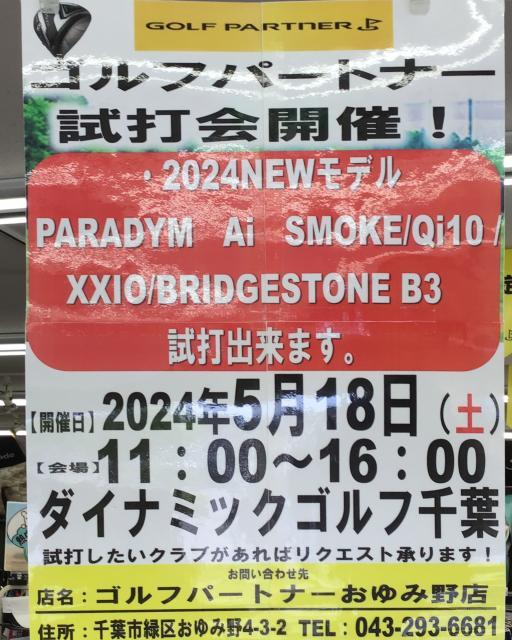 GOLF PARTNER
ゴルフパートナー
試打会開催！
・2024NEWモデル
PARADYM Ai SMOKE/Qi10/
XXIO/BRIDGESTONE B3
試打出来ます。
【開催日】2024年5月18日（土）
【会場】11：00～16：00
ダイナミックゴルフ千葉
試打したいクラブがあればリクエスト承ります！
お問い合わせ先
店名：ゴルフパートナーおゆみ野店
住所：千葉市緑区おゆみ野4-3-2 TEL：043-293-6681